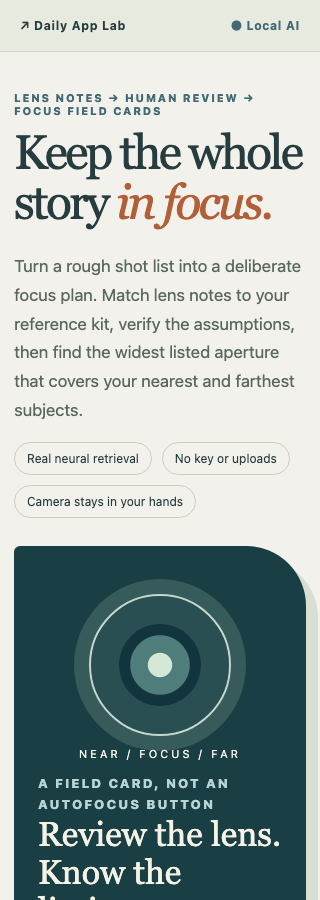 ↗ Daily App Lab
Local AI
LENS NOTES → HUMAN REVIEW →
FOCUS FIELD CARDS
Keep the whole
story in focus.
Turn a rough shot list into a deliberate
focus plan. Match lens notes to your
reference kit, verify the assumptions,
then find the widest listed aperture
that covers your nearest and farthest
subjects.
Real neural retrieval
No key or uploads
Camera stays in your hands
NEAR / FOCUS / FAR
A FIELD CARD, NOT AN
AUTOFOCUS BUTTON
Review the lens.
Know the